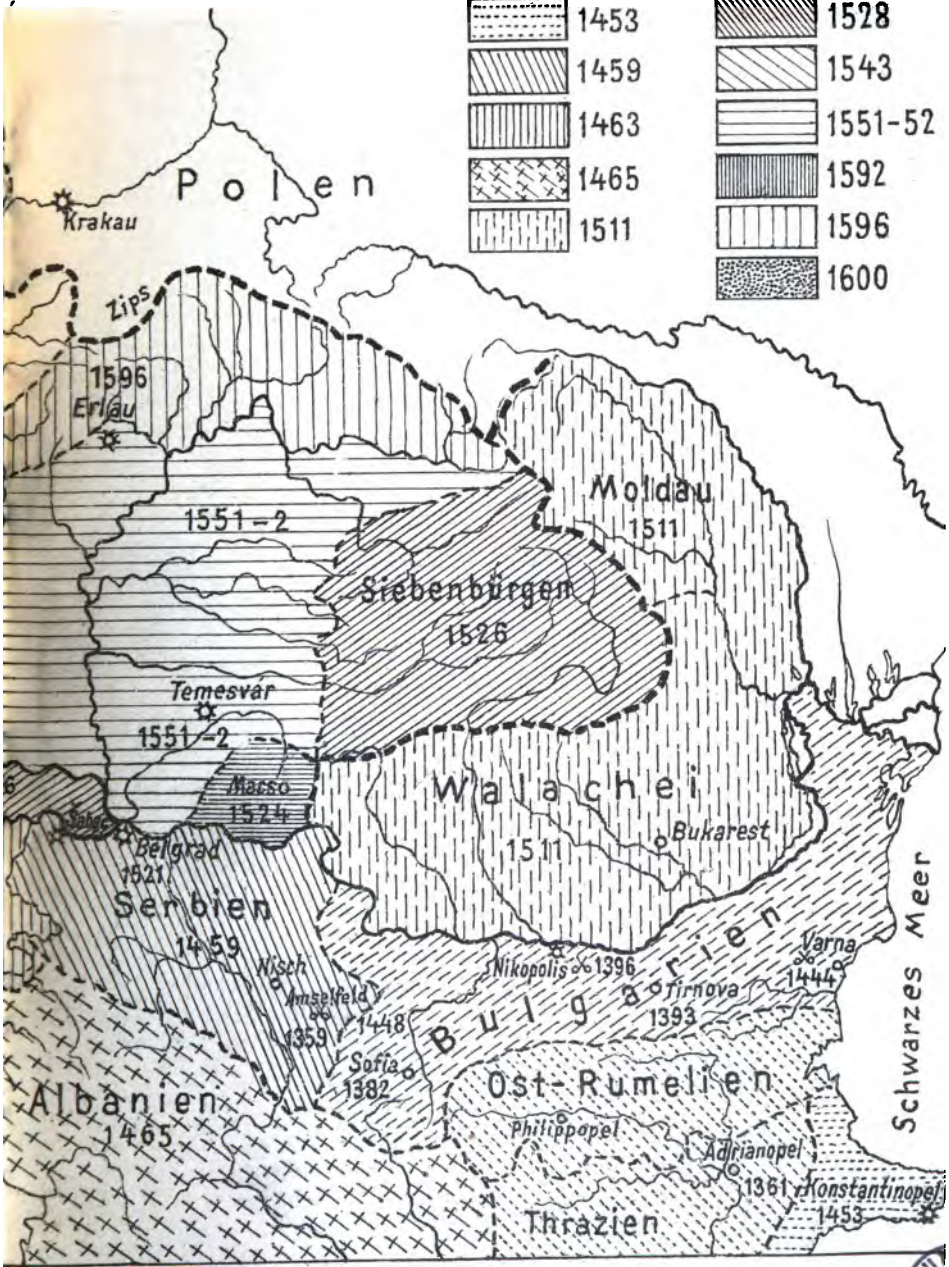 1453
1459
1463
1465
1511
1528
1543
1551-52
1592
1596
1600
Polen
Krakau
Zips
1596
Erlau
Moldau
1511
1551-2
Siebenbürgen
1526
Temesvar
1551-2
Macso
1524
Walachei
1511
Bukarest
6
Belgrad
1521
Serbien
1459
Nisch
Amselfeld
1359
1448
Nikopolis 1396
Bulgarien
Tirnova
1393
Varna
1444
Sofia
1382
Schwarzes Meer
Albanien
1465
Ost-Rumelien
Philippopel
Adrianopel
1361
Konstantinopel
1453
Thrazien